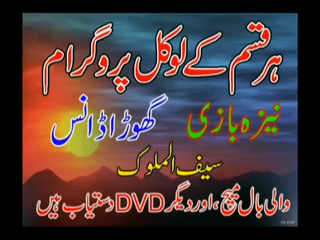 ہر قسم کے لوکل پروگرام
نیزہ بازی گھوڑا ڈانس
سیف الملوک
والی بال میچ ،اور دیگر DVD دستیاب ہیں